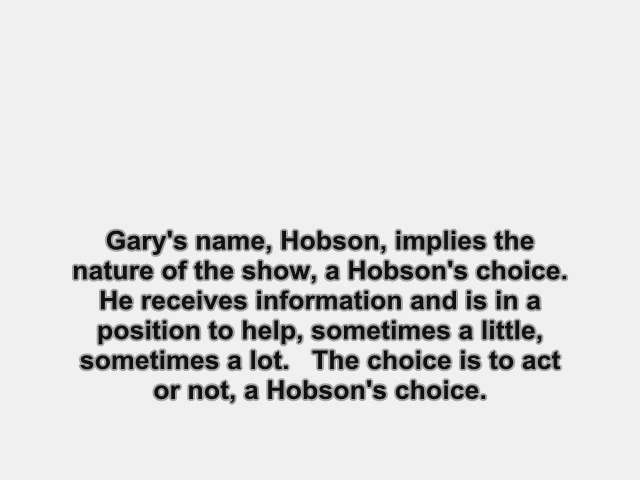 Gary's name, Hobson, implies the
nature of the show, a Hobson's choice.
He receives information and is in a
position to help, sometimes a little,
sometimes a lot.   The choice is to act
or not, a Hobson's choice.